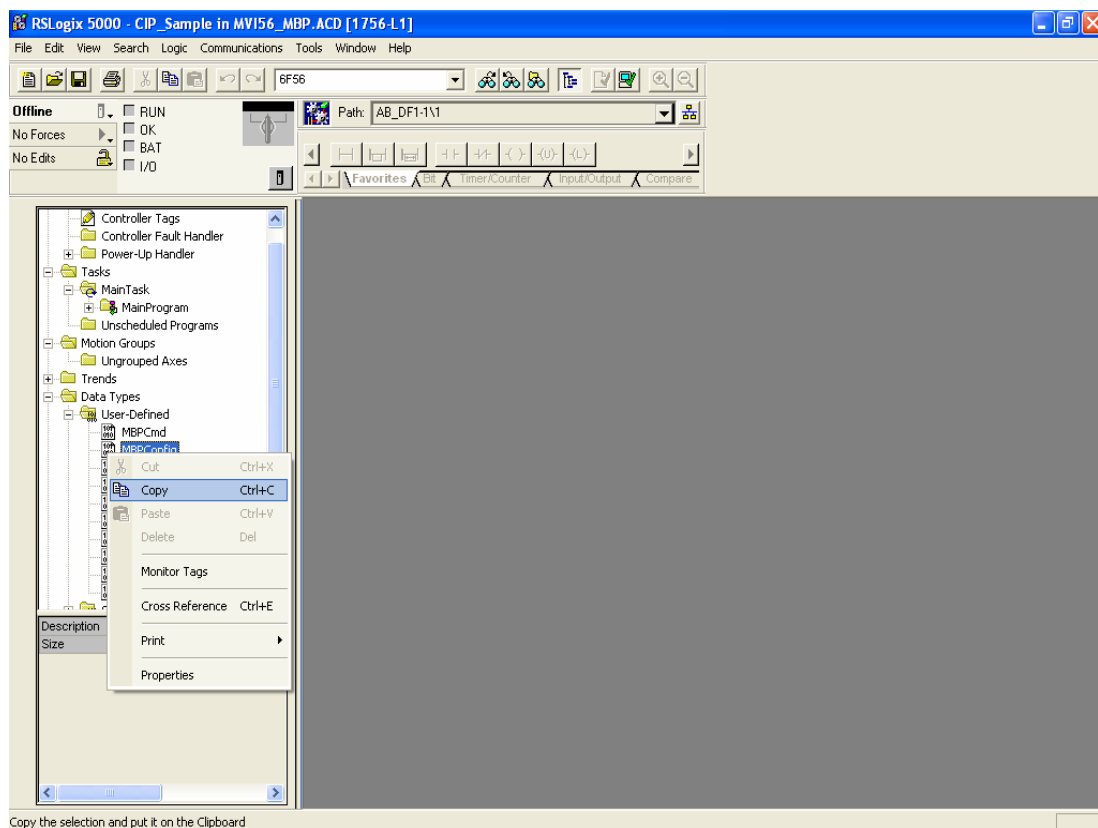 RSLogix 5000 - CIP_Sample in MVI56_MBP.ACD [1756-L1]
File Edit View Search Logic Communications Tools Window Help
6F56
Offline
RUN
Path: AB_DF1-1\1
No Forces
OK
BAT
No Edits
I/O
Favorites Bit Timer/Counter Input/Output Compare
Controller Tags
Controller Fault Handler
Power-Up Handler
Tasks
MainTask
MainProgram
Unscheduled Programs
Motion Groups
Ungrouped Axes
Trends
Data Types
User-Defined
MBPCmd
MBPConfig
Cut Ctrl+X
Copy Ctrl+C
Paste Ctrl+V
Delete Del
Monitor Tags
Cross Reference Ctrl+E
Print
Properties
Description
Size
Copy the selection and put it on the Clipboard